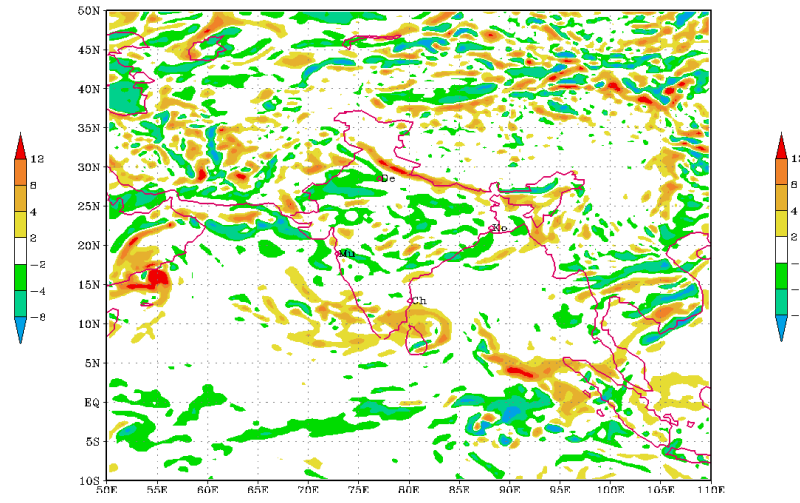 50N
45N
40N
35N
30N
25N
20N
15N
10N
5N
EQ
5S
10S
50E 55E 60E 65E 70E 75E 80E 85E 90E 95E 100E 105E 110E
De
Ko
Mu
Ch
12
8
4
2
-2
-4
-8
12
8
4
2